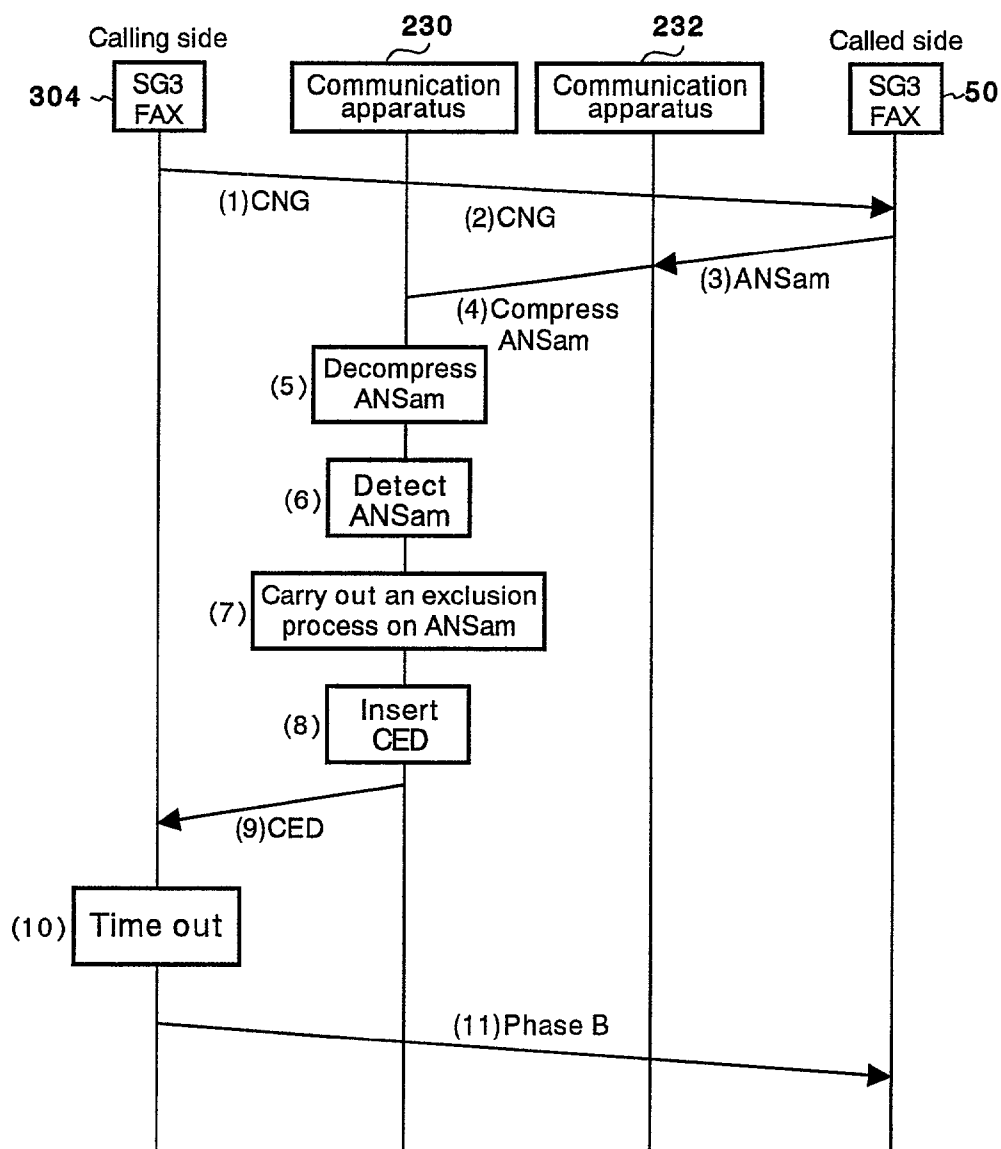 230
232
Calling side
Called side
304
SG3
FAX
Communication
apparatus
Communication
apparatus
SG3
FAX
50
(1)CNG
(2)CNG
(3)ANSam
(4)Compress
ANSam
(5)
Decompress
ANSam
(6)
Detect
ANSam
(7)
Carry out an exclusion
process on ANSam
(8)
Insert
CED
(9)CED
(10)
Time out
(11)Phase B